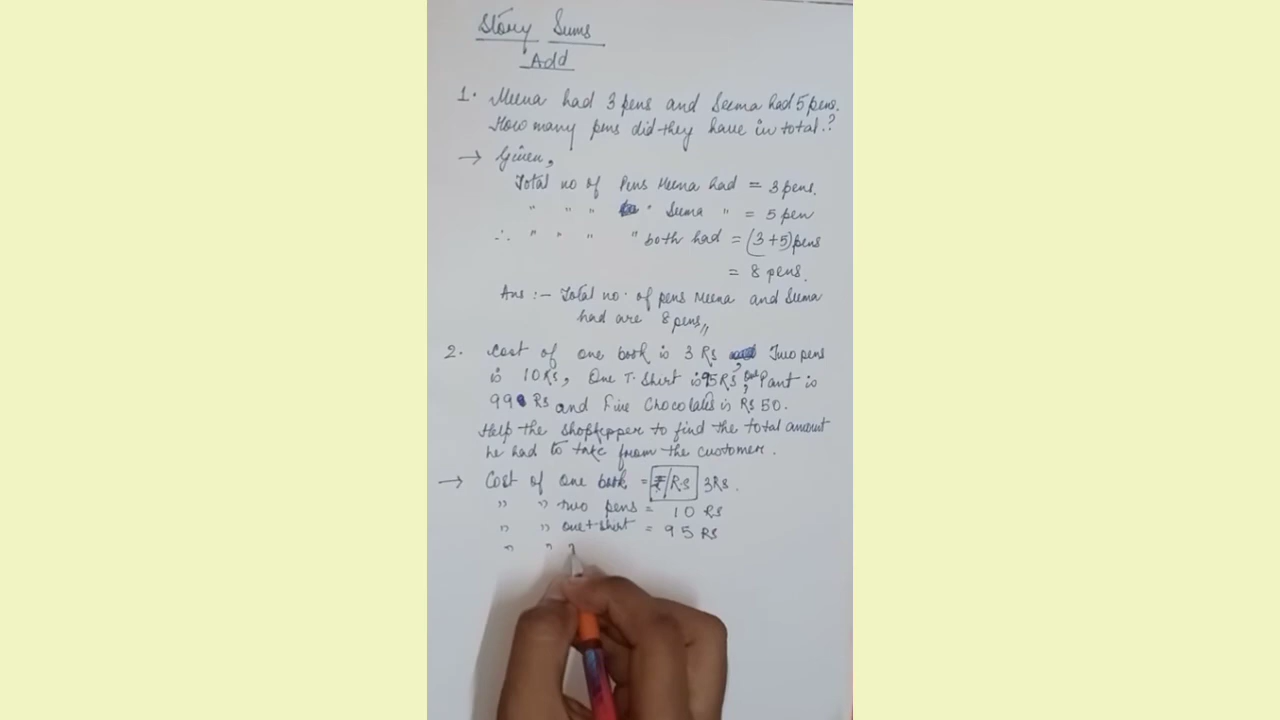 Story Sums
Add
1. Meena had 3 pens and Seema had 5 pens.
How many pens did they have in total.?
→ Given,
Total no of Pens Meena had = 3 pens.
" " " " Seema " = 5 pen
∴ " " " " both had = (3+5) pens
= 8 pens.
Ans :- Total no. of pens Meena and Seema
had are 8 pens,,
2. Cost of one book is 3 Rs, Two pens
is 10 Rs, One T-Shirt is 95 Rs, Pant is
99 Rs and Five Chocolates is Rs 50.
Help the shopkepper to find the total amount
he had to take from the customer.
→ Cost of one book = ₹/Rs 3 Rs.
" " two pens = 10 Rs
" " one t shirt = 95 Rs
" "